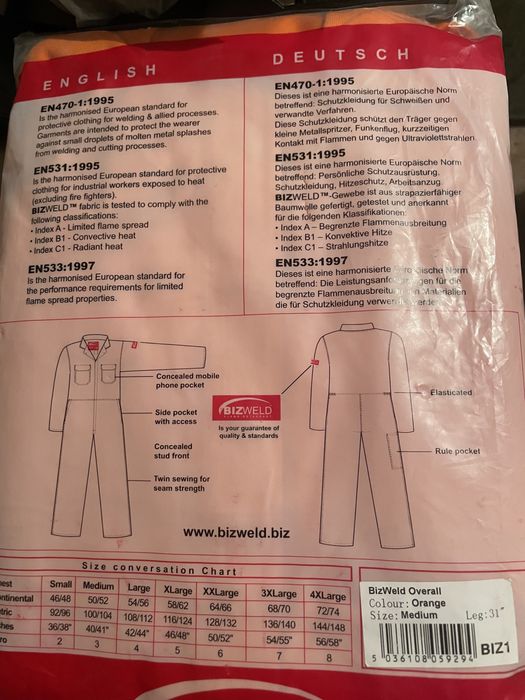 ENGLISH
EN470-1:1995
Is the harmonised European standard for
protective clothing for welding & allied processes.
Garments are intended to protect the wearer
against small droplets of molten metal splashes
from welding and cutting processes.
EN531:1995
Is the harmonised European standard for protective
clothing for industrial workers exposed to heat
(excluding fire fighters).
BIZWELD™ fabric is tested to comply with the
following classifications:
• Index A - Limited flame spread
• Index B1 - Convective heat
• Index C1 - Radiant heat
EN533:1997
Is the harmonised European standard for
the performance requirements for limited
flame spread properties.
DEUTSCH
EN470-1:1995
Dieses ist eine harmonisierte Europäische Norm
betreffend: Schutzkleidung für Schweißen und
verwandte Verfahren.
Diese Schutzkleidung schützt den Träger gegen
kleine Metallspritzer, Funkenflug, kurzzeitigen
Kontakt mit Flammen und gegen Ultraviolettstrahlen.
EN531:1995
Dieses ist eine harmonisierte Europäische Norm
betreffend: Persönliche Schutzausrüstung.
Schutzkleidung, Hitzeschutz, Arbeitsanzug.
BIZWELD™-Gewebe ist aus strapazierfähiger
Baumwolle gefertigt, getestet und anerkannt
für die folgenden Klassifikationen:
• Index A – Begrenzte Flammenausbreitung
• Index B1 – Konvektive Hitze
• Index C1 – Strahlungshitze
EN533:1997
Dieses ist eine harmonisierte Norm
betreffend: Die für die
begrenzte Materialien
die für Schutzkleidung
Concealed mobile
phone pocket
Side pocket
with access
Concealed
stud front
Twin sewing for
seam strength
BIZWELD
Is your guarantee of
quality & standards
Elasticated
Rule pocket
www.bizweld.biz
Size conversation Chart
Small Medium Large XLarge XXLarge 3XLarge 4XLarge
46/48 50/52 54/56 58/62 64/66 68/70 72/74
92/96 100/104 108/112 116/124 128/132 136/140 144/148
36/38" 40/41" 42/44" 46/48" 50/52" 54/55" 56/58"
2 3 4 5 6 7 8
BizWeld Overall
Colour: Orange
Size: Medium Leg:31"
5 036108 059294
BIZ1